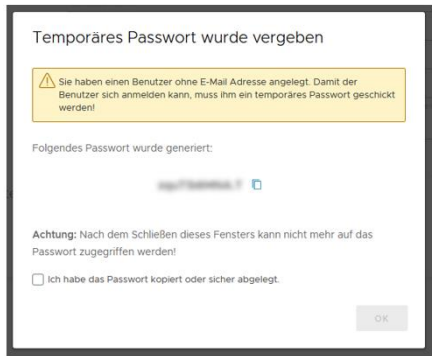 Temporäres Passwort wurde vergeben
Sie haben einen Benutzer ohne E-Mail Adresse angelegt. Damit der
Benutzer sich anmelden kann, muss ihm ein temporäres Passwort geschickt
werden!
Folgendes Passwort wurde generiert:
Achtung: Nach dem Schließen dieses Fensters kann nicht mehr auf das
Passwort zugegriffen werden!
Ich habe das Passwort kopiert oder sicher abgelegt.
OK